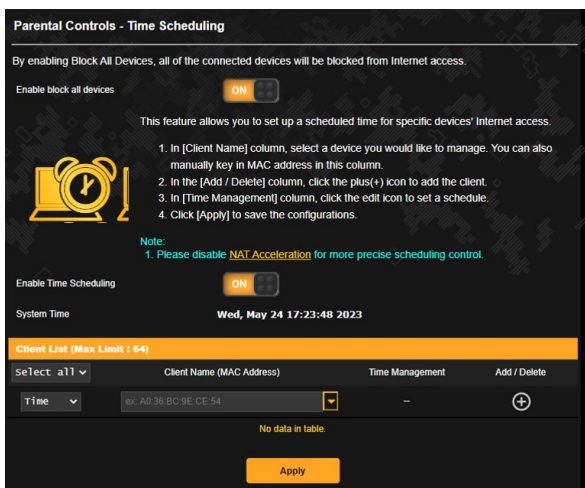 Parental Controls - Time Scheduling
By enabling Block All Devices, all of the connected devices will be blocked from Internet access.
Enable block all devices
ON
This feature allows you to set up a scheduled time for specific devices' Internet access.
1. In [Client Name] column, select a device you would like to manage. You can also
manually key in MAC address in this column.
2. In the [Add / Delete] column, click the plus(+) icon to add the client.
3. In [Time Management] column, click the edit icon to set a schedule.
4. Click [Apply] to save the configurations.
Note:
1. Please disable NAT Acceleration for more precise scheduling control.
Enable Time Scheduling
ON
System Time
Wed, May 24 17:23:48 2023
Client List (Max Limit : 64)
Select all
Client Name (MAC Address)
Time Management
Add / Delete
Time
ex: A0:36:BC:9E:CE:54
–
No data in table.
Apply